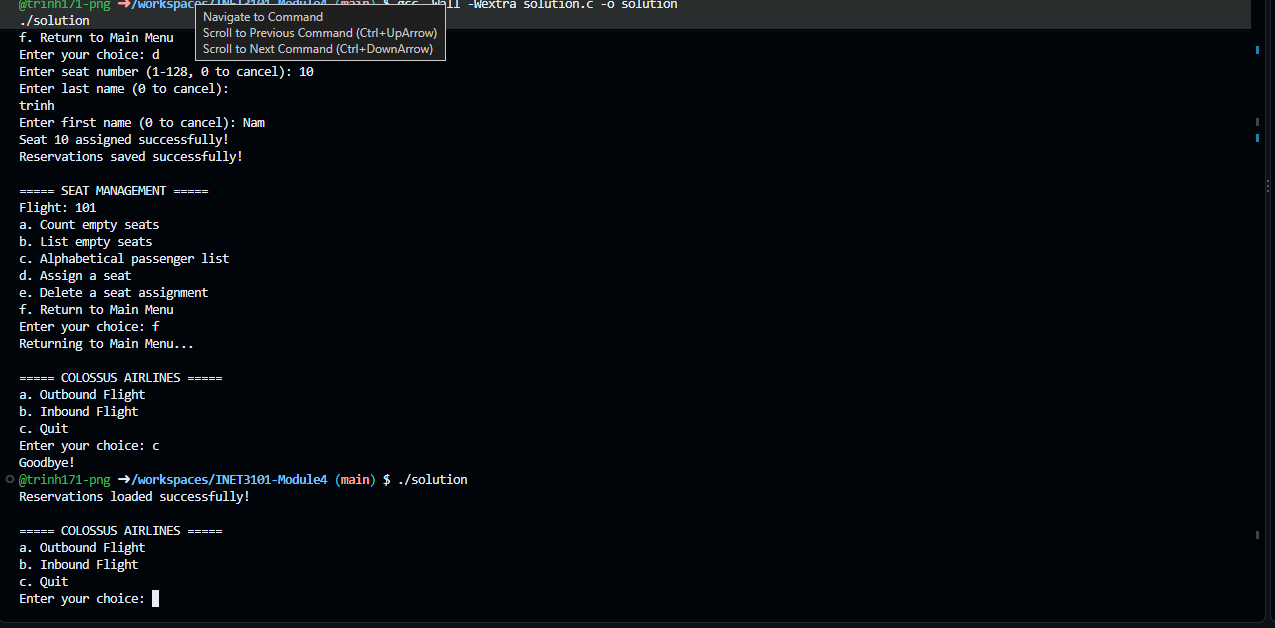 @trinh171-png ➜/workspaces/INET3101-Module4 (main) $ gcc -Wall -Wextra solution.c -o solution
Navigate to Command
./solution
Scroll to Previous Command (Ctrl+UpArrow)
f. Return to Main Menu
Scroll to Next Command (Ctrl+DownArrow)
Enter your choice: d
Enter seat number (1-128, 0 to cancel): 10
Enter last name (0 to cancel):
trinh
Enter first name (0 to cancel): Nam
Seat 10 assigned successfully!
Reservations saved successfully!
===== SEAT MANAGEMENT =====
Flight: 101
a. Count empty seats
b. List empty seats
c. Alphabetical passenger list
d. Assign a seat
e. Delete a seat assignment
f. Return to Main Menu
Enter your choice: f
Returning to Main Menu...
===== COLOSSUS AIRLINES =====
a. Outbound Flight
b. Inbound Flight
c. Quit
Enter your choice: c
Goodbye!
@trinh171-png ➜/workspaces/INET3101-Module4 (main) $ ./solution
Reservations loaded successfully!
===== COLOSSUS AIRLINES =====
a. Outbound Flight
b. Inbound Flight
c. Quit
Enter your choice: